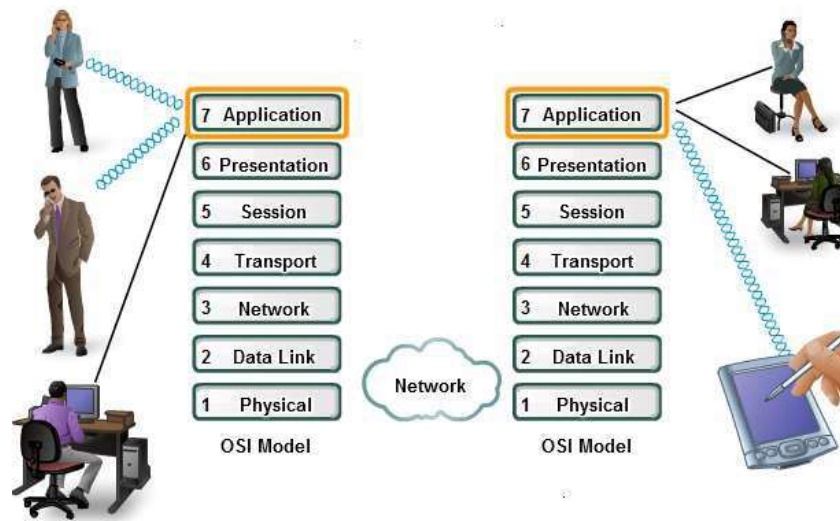 7 Application
6 Presentation
5 Session
4 Transport
3 Network
2 Data Link
1 Physical
OSI Model
Network
7 Application
6 Presentation
5 Session
4 Transport
3 Network
2 Data Link
1 Physical
OSI Model